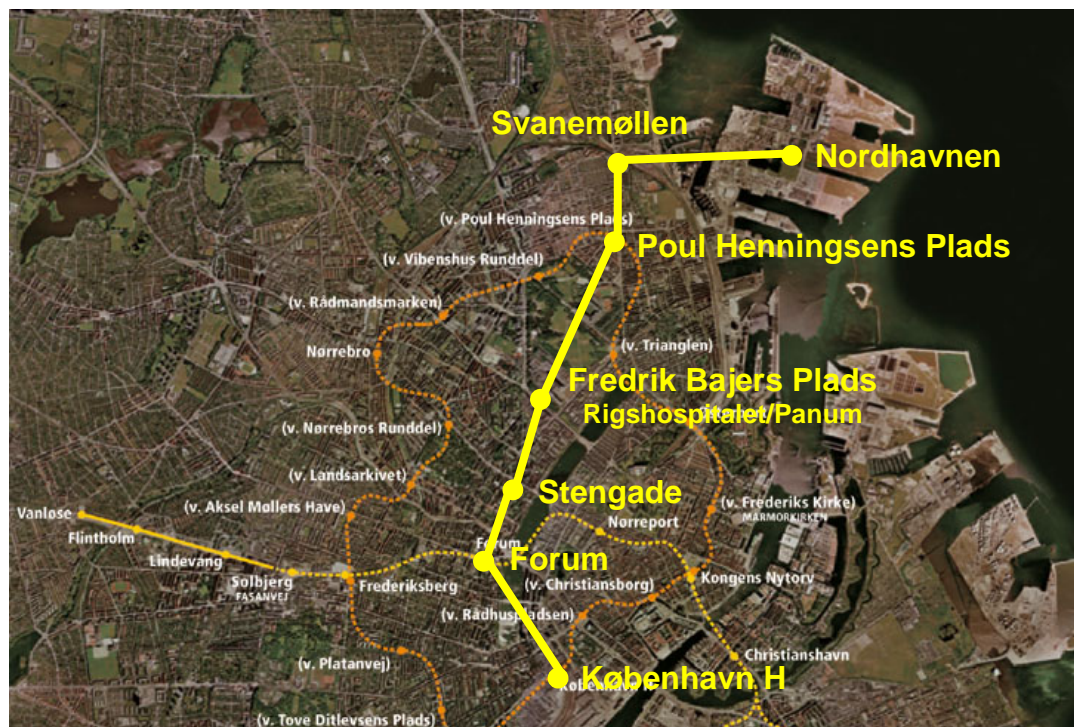 Svanemøllen
Nordhavnen
(v. Poul Henningsens Plads)
Poul Henningsens Plads
(v. Vibenshus Runddel)
(v. Rådmandsmarken)
Nørrebro
(v. Trianglen)
Fredrik Bajers Plads
Rigshospitalet/Panum
(v. Nørrebros Runddel)
(v. Landsarkivet)
Stengade
(v. Aksel Møllers Have)
(v. Frederiks Kirke)
MARMORKIRKEN
Vanløse
Nørreport
Flintholm
Forum
Forum
Lindevang
Solbjerg
FASANVEJ
Frederiksberg
(v. Christiansborg)
Kongens Nytorv
(v. Rådhuspladsen)
(v. Platanvej)
Christianshavn
København H
(v. Tove Ditlevsens Plads)